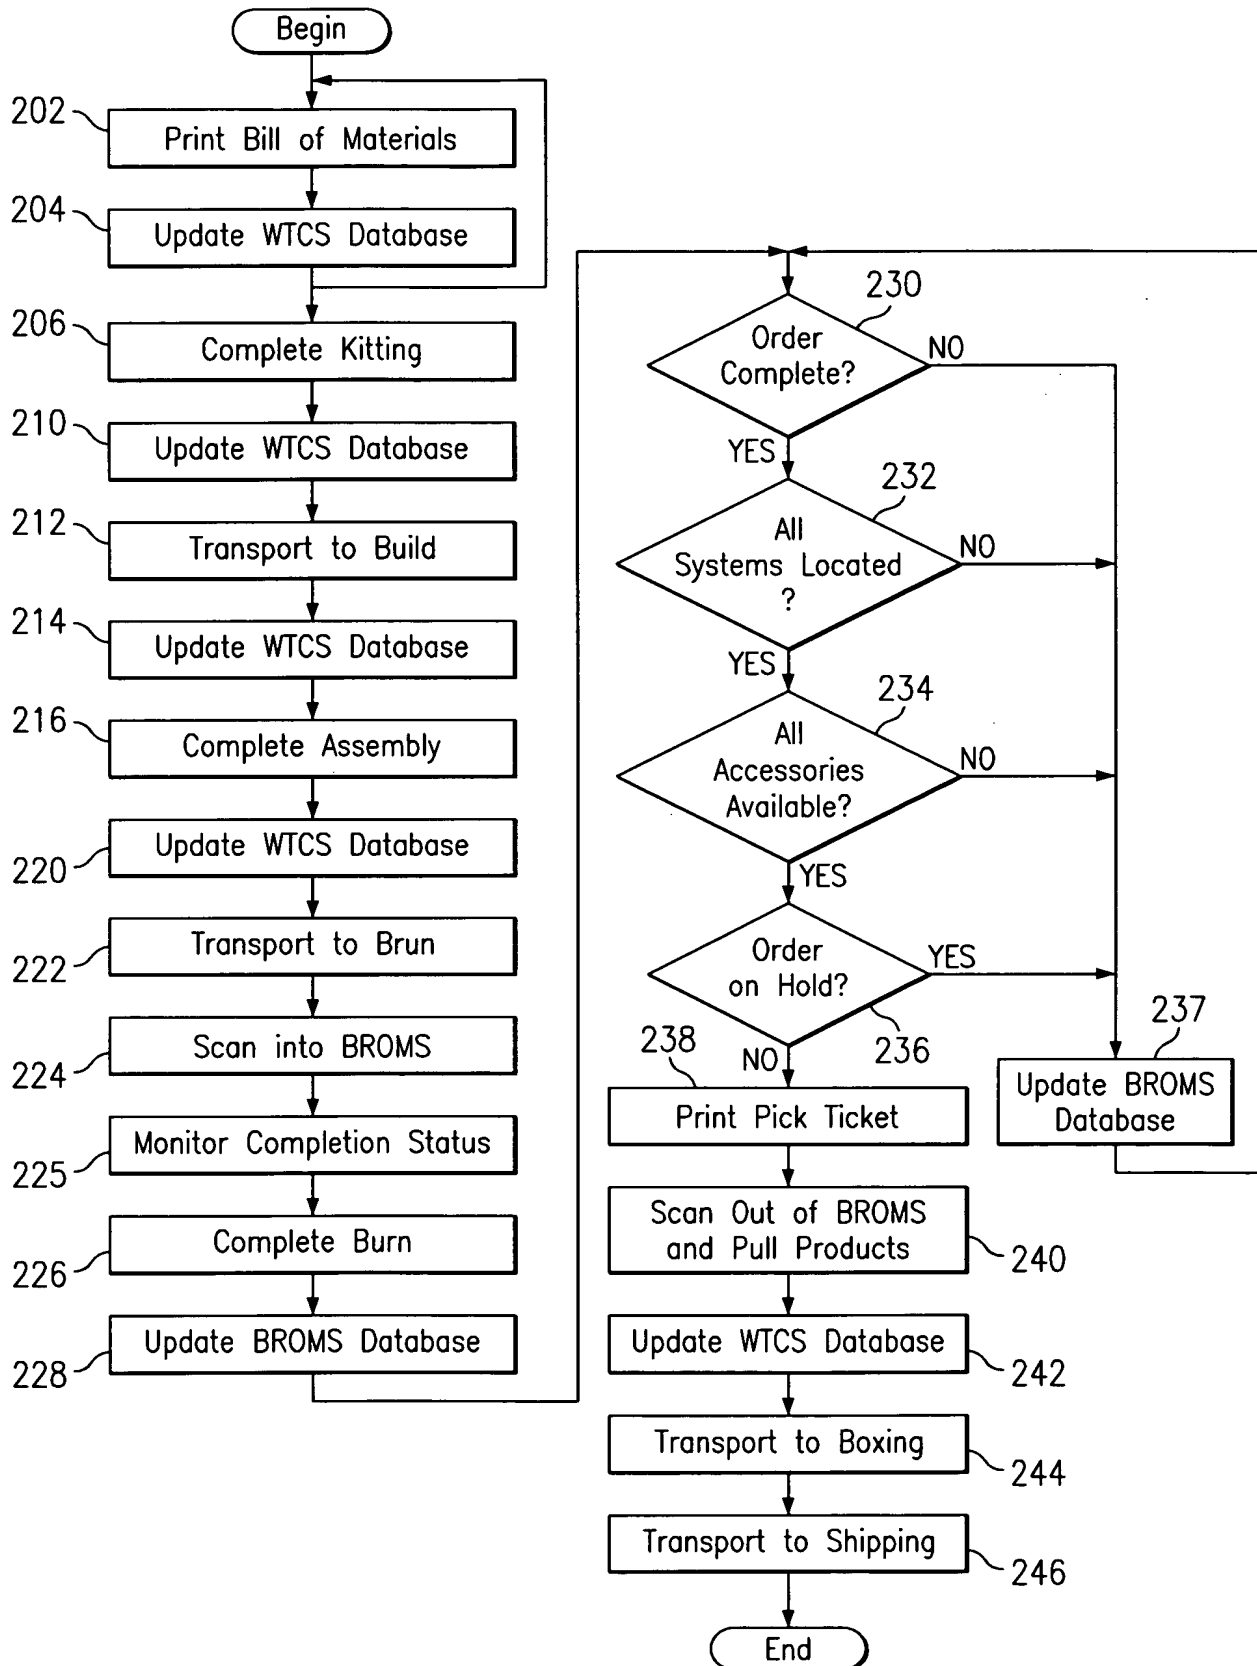 Begin
202
Print Bill of Materials
204
Update WTCS Database
206
Complete Kitting
210
Update WTCS Database
212
Transport to Build
214
Update WTCS Database
216
Complete Assembly
220
Update WTCS Database
222
Transport to Brun
224
Scan into BROMS
225
Monitor Completion Status
226
Complete Burn
228
Update BROMS Database
230
Order
Complete?
NO
YES
232
All
Systems Located
?
NO
YES
234
All
Accessories
Available?
NO
YES
236
Order
on Hold?
YES
NO
237
Update BROMS
Database
238
Print Pick Ticket
Scan Out of BROMS
and Pull Products
240
Update WTCS Database
242
Transport to Boxing
244
Transport to Shipping
246
End